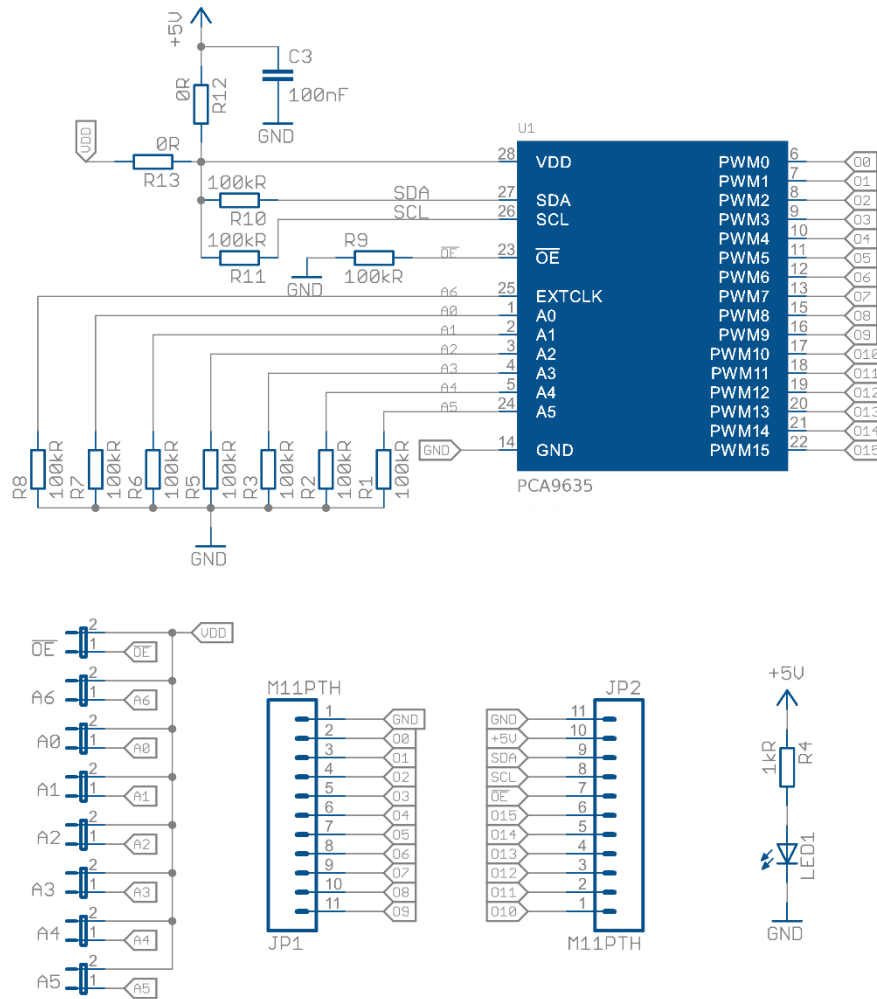 +5V
C3
100nF
GND
0R
R12
VDD
0R
R13
100kR
R10
SDA
SCL
100kR
R11
R9
100kR
GND
OE
U1
28 VDD PWM0 6 O0
PWM1 7 O1
27 SDA PWM2 8 O2
26 SCL PWM3 9 O3
PWM4 10 O4
23 OE PWM5 11 O5
PWM6 12 O6
A6 25 EXTCLK PWM7 13 O7
A0 1 A0 PWM8 15 O8
A1 2 A1 PWM9 16 O9
A2 3 A2 PWM10 17 O10
A3 4 A3 PWM11 18 O11
A4 5 A4 PWM12 19 O12
A5 24 A5 PWM13 20 O13
PWM14 21 O14
GND 14 GND PWM15 22 O15
PCA9635
R8 100kR
R7 100kR
R6 100kR
R5 100kR
R3 100kR
R2 100kR
R1 100kR
GND
OE 2 VDD
1 OE
A6 2
1 A6
A0 2
1 A0
A1 2
1 A1
A2 2
1 A2
A3 2
1 A3
A4 2
1 A4
A5 2
1 A5
M11PTH
1 GND
2 O0
3 O1
4 O2
5 O3
6 O4
7 O5
8 O6
9 O7
10 O8
11 O9
JP1
JP2
GND 11
+5V 10
SDA 9
SCL 8
OE 7
O15 6
O14 5
O13 4
O12 3
O11 2
O10 1
M11PTH
+5V
1kR
R4
LED1
GND